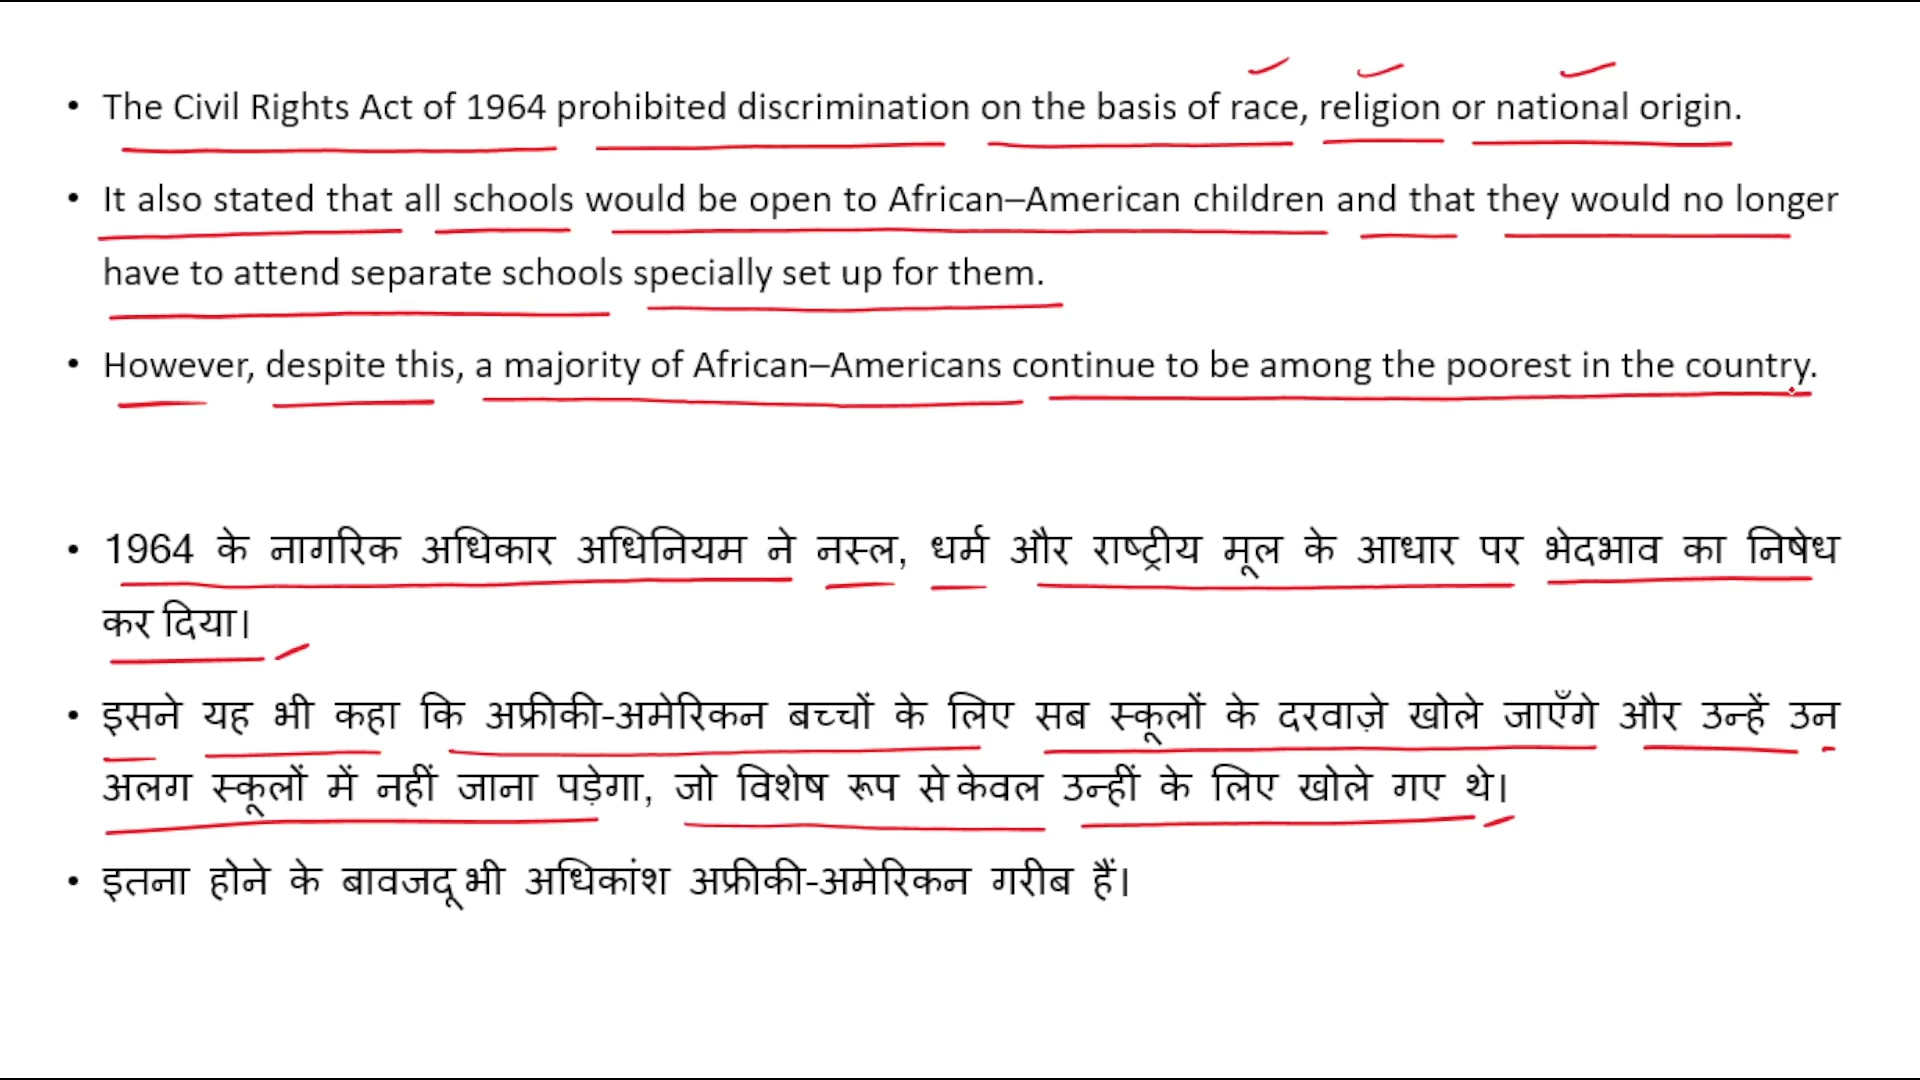 • The Civil Rights Act of 1964 prohibited discrimination on the basis of race, religion or national origin.
• It also stated that all schools would be open to African–American children and that they would no longer
have to attend separate schools specially set up for them.
• However, despite this, a majority of African–Americans continue to be among the poorest in the country.
• 1964 के नागरिक अधिकार अधिनियम ने नस्ल, धर्म और राष्ट्रीय मूल के आधार पर भेदभाव का निषेध
कर दिया।
• इसने यह भी कहा कि अफ्रीकी-अमेरिकन बच्चों के लिए सब स्कूलों के दरवाज़े खोले जाएँगे और उन्हें उन
अलग स्कूलों में नहीं जाना पड़ेगा, जो विशेष रूप से केवल उन्हीं के लिए खोले गए थे।
• इतना होने के बावजदू भी अधिकांश अफ्रीकी-अमेरिकन गरीब हैं।